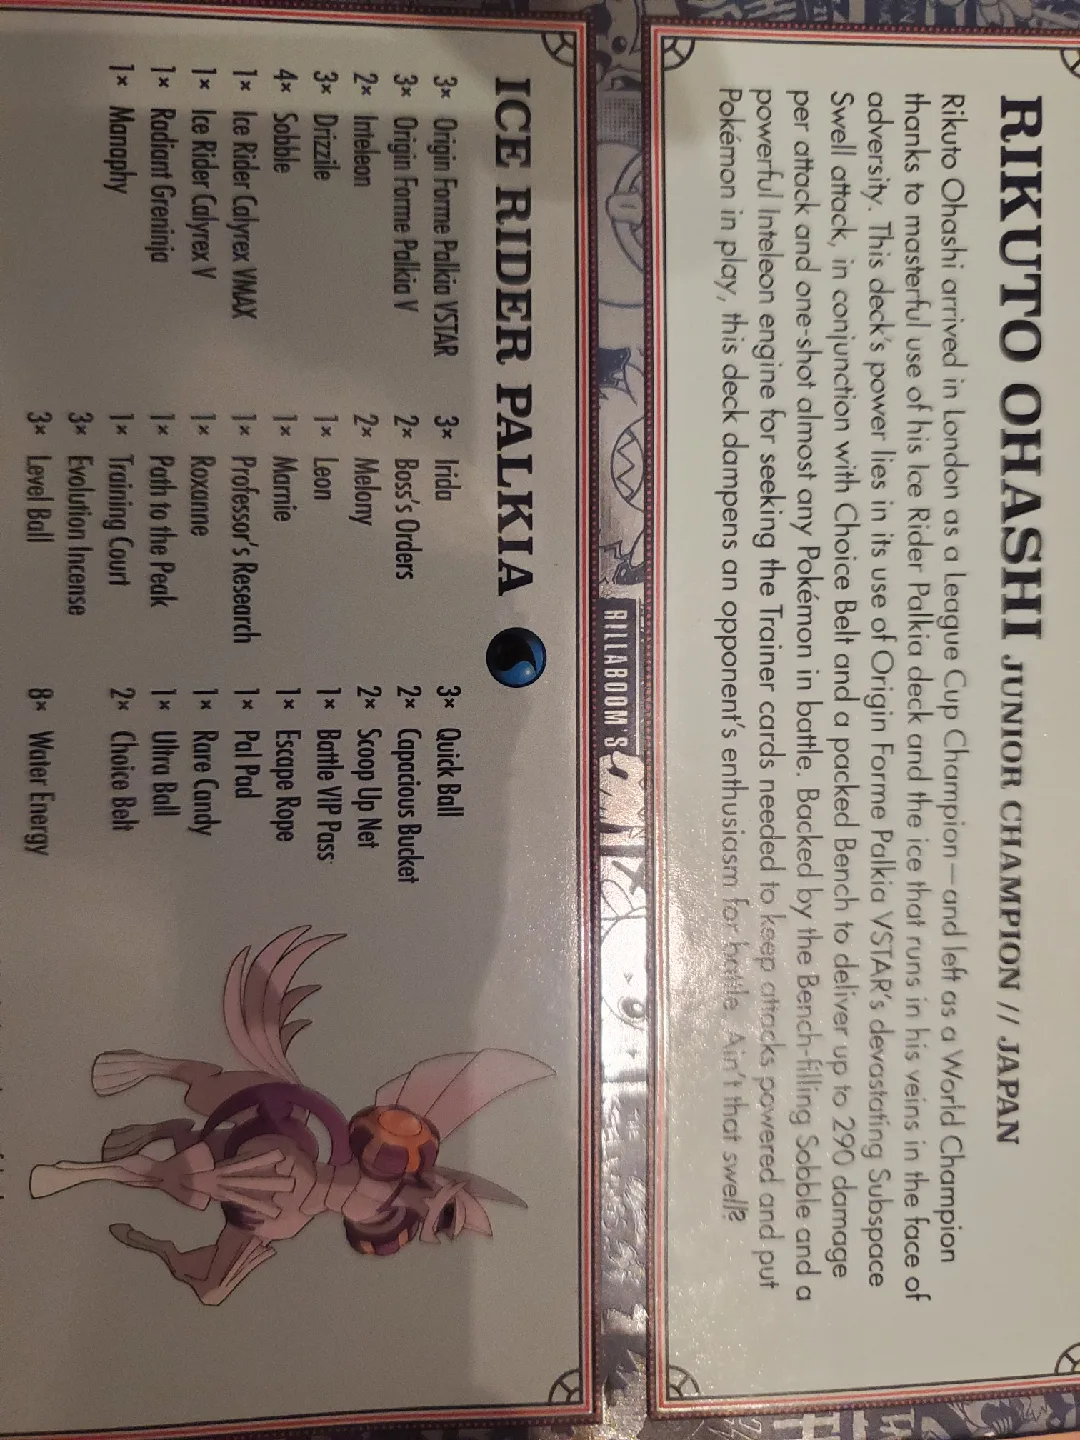 RIKUTO OHASHI JUNIOR CHAMPION // JAPAN
Rikuto Ohashi arrived in London as a League Cup Champion—and left as a World Champion
thanks to masterful use of his Ice Rider Palkia deck and the ice that runs in his veins in the face of
adversity. This deck's power lies in its use of Origin Forme Palkia VSTAR's devastating Subspace
Swell attack, in conjunction with Choice Belt and a packed Bench to deliver up to 290 damage
per attack and one-shot almost any Pokémon in battle. Backed by the Bench-filling Sobble and a
powerful Inteleon engine for seeking the Trainer cards needed to keep attacks powered and put
Pokémon in play, this deck dampens an opponent's enthusiasm for battle. Ain't that swell?
RILLABOOM'S
ICE RIDER PALKIA
3× Origin Forme Palkia VSTAR
3× Origin Forme Palkia V
2× Inteleon
3× Drizzile
4× Sobble
1× Ice Rider Calyrex VMAX
1× Ice Rider Calyrex V
1× Radiant Greninja
1× Manaphy
3× Irida
2× Boss's Orders
2× Melony
1× Leon
1× Marnie
1× Professor's Research
1× Roxanne
1× Path to the Peak
1× Training Court
3× Evolution Incense
3× Level Ball
3× Quick Ball
2× Capacious Bucket
2× Scoop Up Net
1× Battle VIP Pass
1× Escape Rope
1× Pal Pad
1× Rare Candy
1× Ultra Ball
2× Choice Belt
8× Water Energy